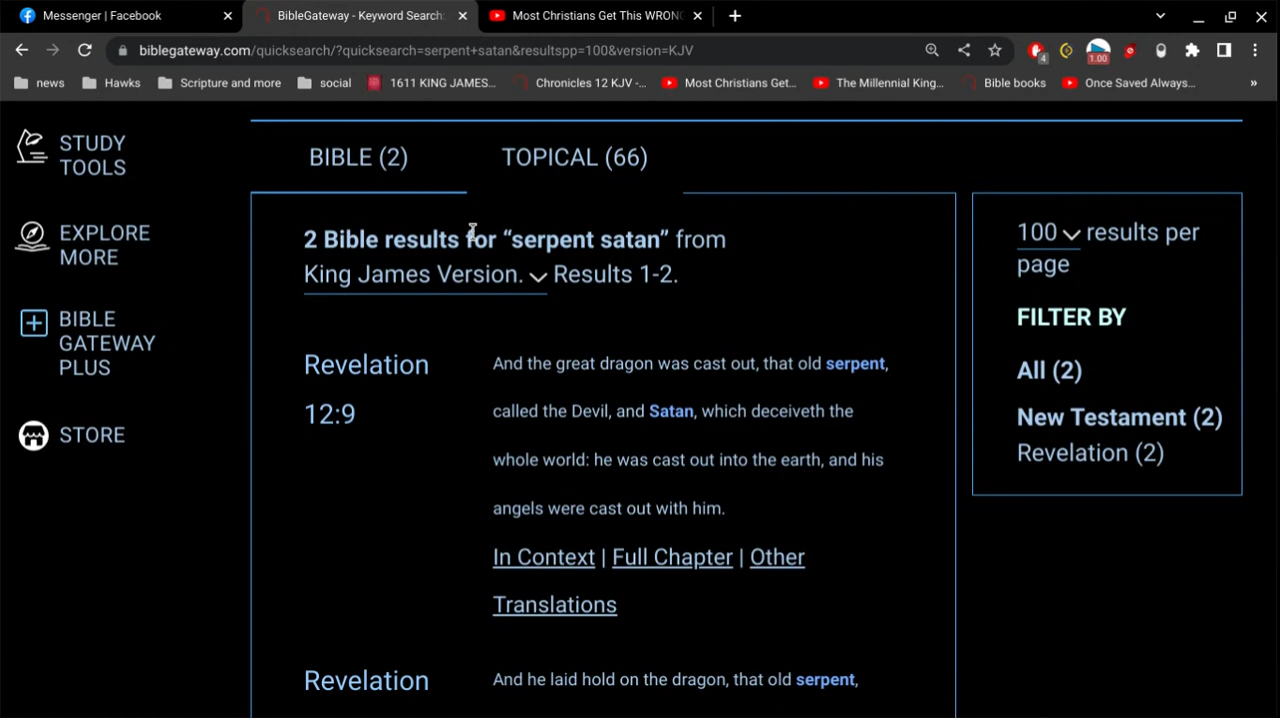 Messenger | Facebook
BibleGateway - Keyword Search:
Most Christians Get This WRONG
biblegateway.com/quicksearch/?quicksearch=serpent+satan&resultspp=100&version=KJV
4
1.00
news
Hawks
Scripture and more
social
1611 KING JAMES...
Chronicles 12 KJV -...
Most Christians Get...
The Millennial King...
Bible books
Once Saved Always...
»
STUDY
TOOLS
EXPLORE
MORE
BIBLE
GATEWAY
PLUS
STORE
BIBLE (2)
TOPICAL (66)
2 Bible results for “serpent satan” from
King James Version. Results 1-2.
Revelation
12:9
And the great dragon was cast out, that old serpent,
called the Devil, and Satan, which deceiveth the
whole world: he was cast out into the earth, and his
angels were cast out with him.
In Context | Full Chapter | Other
Translations
Revelation
And he laid hold on the dragon, that old serpent,
100 results per
page
FILTER BY
All (2)
New Testament (2)
Revelation (2)